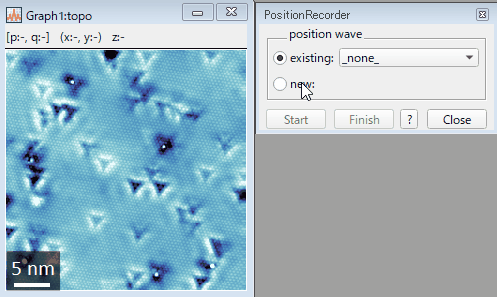 Graph1:topo
[p:-, q:-] (x:-, y:-) z:-
5 nm
PositionRecorder
position wave
existing: _none_
new:
Start Finish ? Close